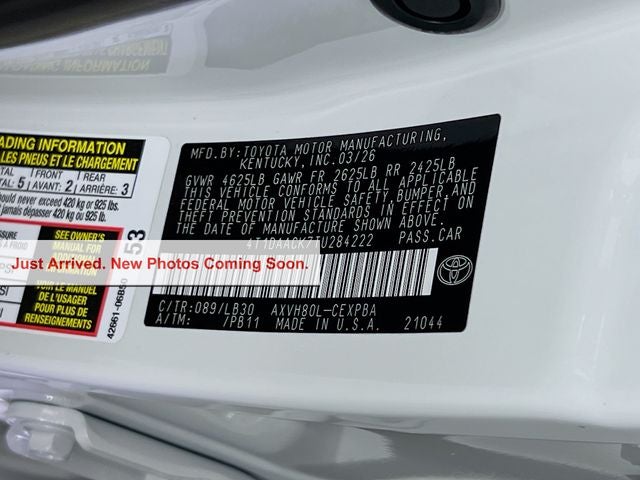 ADING INFORMATION
LES PNEUS ET LE CHARGEMENT
TAL: 5 | FRONT AVANT: 2 | REAR ARRIÈRE: 3
d never exceed 420 kg or 925 lbs.
jamais dépasser 420 kg ou 925 lb.
SEE OWNER'S
MANUAL FOR
VOIR LE MANUEL
DE L'USAGER
POUR PLUS DE
RENSEIGNEMENTS
53
42661-06B50
MFD.BY:TOYOTA MOTOR MANUFACTURING,
KENTUCKY, INC. 03/26
GVWR 4625LB GAWR FR 2625LB RR 2425LB
THIS VEHICLE CONFORMS TO ALL APPLICABLE
FEDERAL MOTOR VEHICLE SAFETY,BUMPER,AND
THEFT PREVENTION STANDARDS IN EFFECT ON
THE DATE OF MANUFACTURE SHOWN ABOVE.
4T1DAACK7TU284222 PASS.CAR
C/TR:089/LB30 AXVH80L-CEXPBA
A/TM: /PB11 MADE IN U.S.A. 21044
TOYOTA
Just Arrived. New Photos Coming Soon.